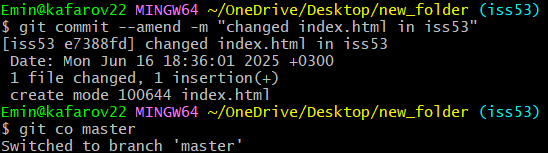 Emin@kafarov22 MINGW64 ~/OneDrive/Desktop/new_folder (iss53)
$ git commit --amend -m "changed index.html in iss53"
[iss53 e7388fd] changed index.html in iss53
 Date: Mon Jun 16 18:36:01 2025 +0300
 1 file changed, 1 insertion(+)
 create mode 100644 index.html
Emin@kafarov22 MINGW64 ~/OneDrive/Desktop/new_folder (iss53)
$ git co master
Switched to branch 'master'